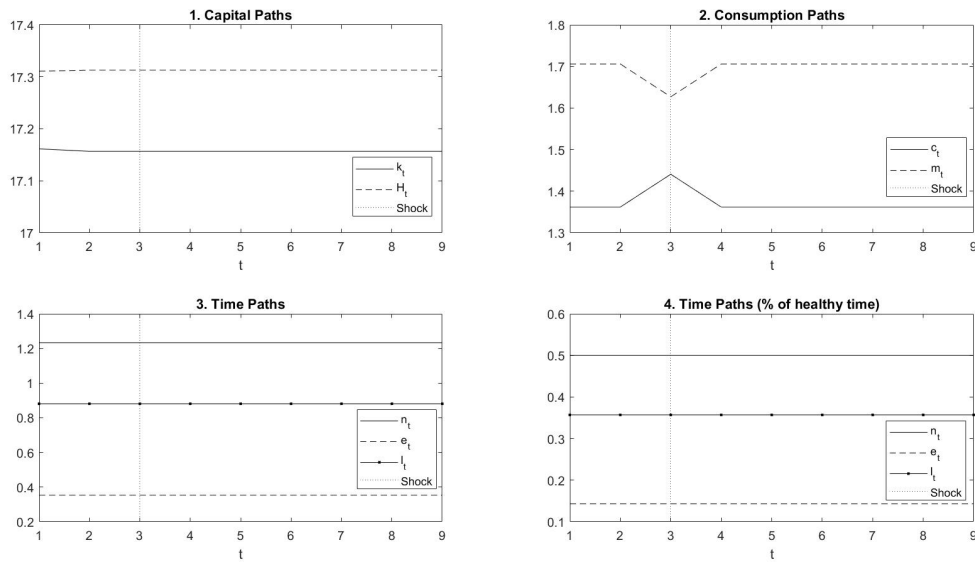 1. Capital Paths
17.4
17.3
17.2
17.1
17
1 2 3 4 5 6 7 8 9
t
k_t
H_t
Shock
2. Consumption Paths
1.8
1.7
1.6
1.5
1.4
1.3
1 2 3 4 5 6 7 8 9
t
c_t
m_t
Shock
3. Time Paths
1.4
1.2
1
0.8
0.6
0.4
0.2
1 2 3 4 5 6 7 8 9
t
n_t
e_t
l_t
Shock
4. Time Paths (% of healthy time)
0.6
0.5
0.4
0.3
0.2
0.1
1 2 3 4 5 6 7 8 9
t
n_t
e_t
l_t
Shock